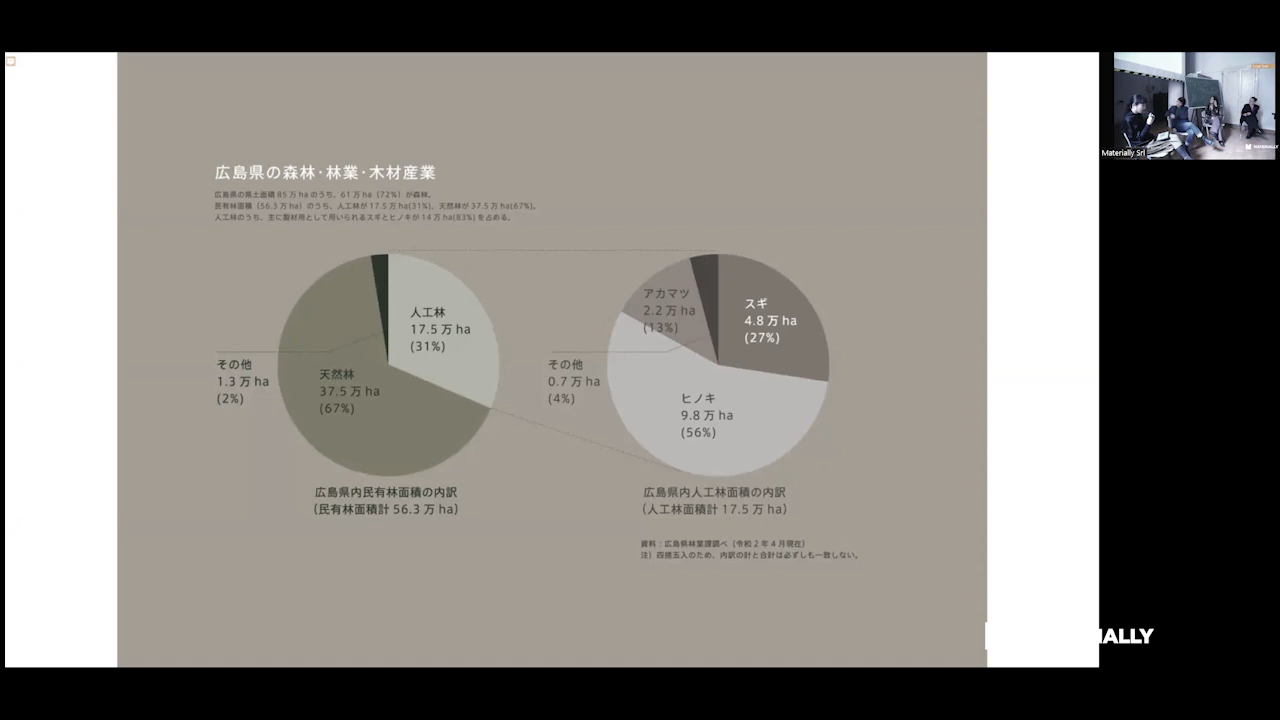 広島県の森林・林業・木材産業
広島県の県土面積 85 万 ha のうち、61 万 ha（72%）が森林。
民有林面積（56.3 万 ha）のうち、人工林が 17.5 万 ha(31%)、天然林が 37.5 万 ha(67%)。
人工林のうち、主に製材用として用いられるスギとヒノキが 14 万 ha(83%) を占める。
人工林
17.5 万 ha
(31%)
天然林
37.5 万 ha
(67%)
その他
1.3 万 ha
(2%)
広島県内民有林面積の内訳
（民有林面積計 56.3 万 ha）
スギ
4.8 万 ha
(27%)
アカマツ
2.2 万 ha
(13%)
その他
0.7 万 ha
(4%)
ヒノキ
9.8 万 ha
(56%)
広島県内人工林面積の内訳
（人工林面積計 17.5 万 ha）
資料：広島県林業課調べ（令和 2 年 4 月現在）
注）四捨五入のため、内訳の計と合計は必ずしも一致しない。
Materially Srl
MATERIALLY
IALLY